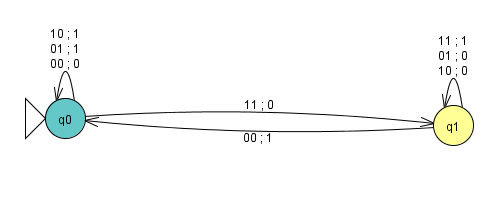 10 ; 1
01 ; 1
00 ; 0
q0
11 ; 0
00 ; 1
11 ; 1
01 ; 0
10 ; 0
q1